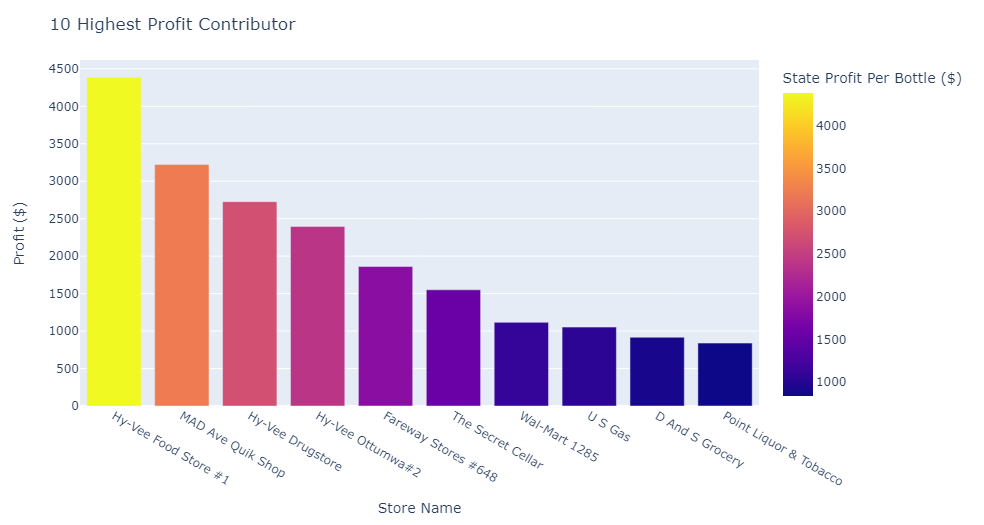 10 Highest Profit Contributor
State Profit Per Bottle ($)
4500
4000
3500
3000
2500
2000
1500
1000
500
0
Profit ($)
4000
3500
3000
2500
2000
1500
1000
Hy-Vee Food Store #1
MAD Ave Quik Shop
Hy-Vee Drugstore
Hy-Vee Ottumwa#2
Fareway Stores #648
The Secret Cellar
Wal-Mart 1285
U S Gas
D And S Grocery
Point Liquor & Tobacco
Store Name